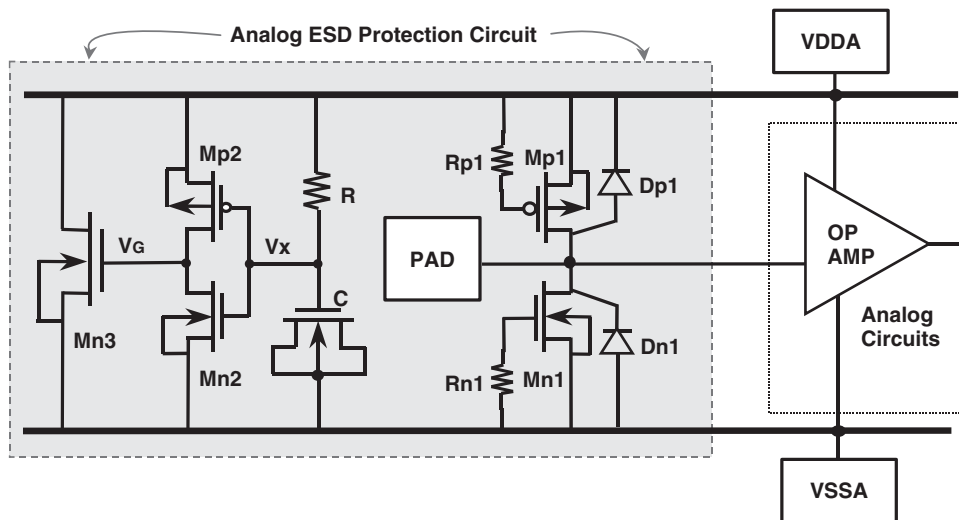 Analog ESD Protection Circuit
VDDA
Mp2
R
Rp1
Mp1
Dp1
VG
Vx
PAD
OP
AMP
C
Mn3
Mn2
Rn1
Mn1
Dn1
Analog
Circuits
VSSA